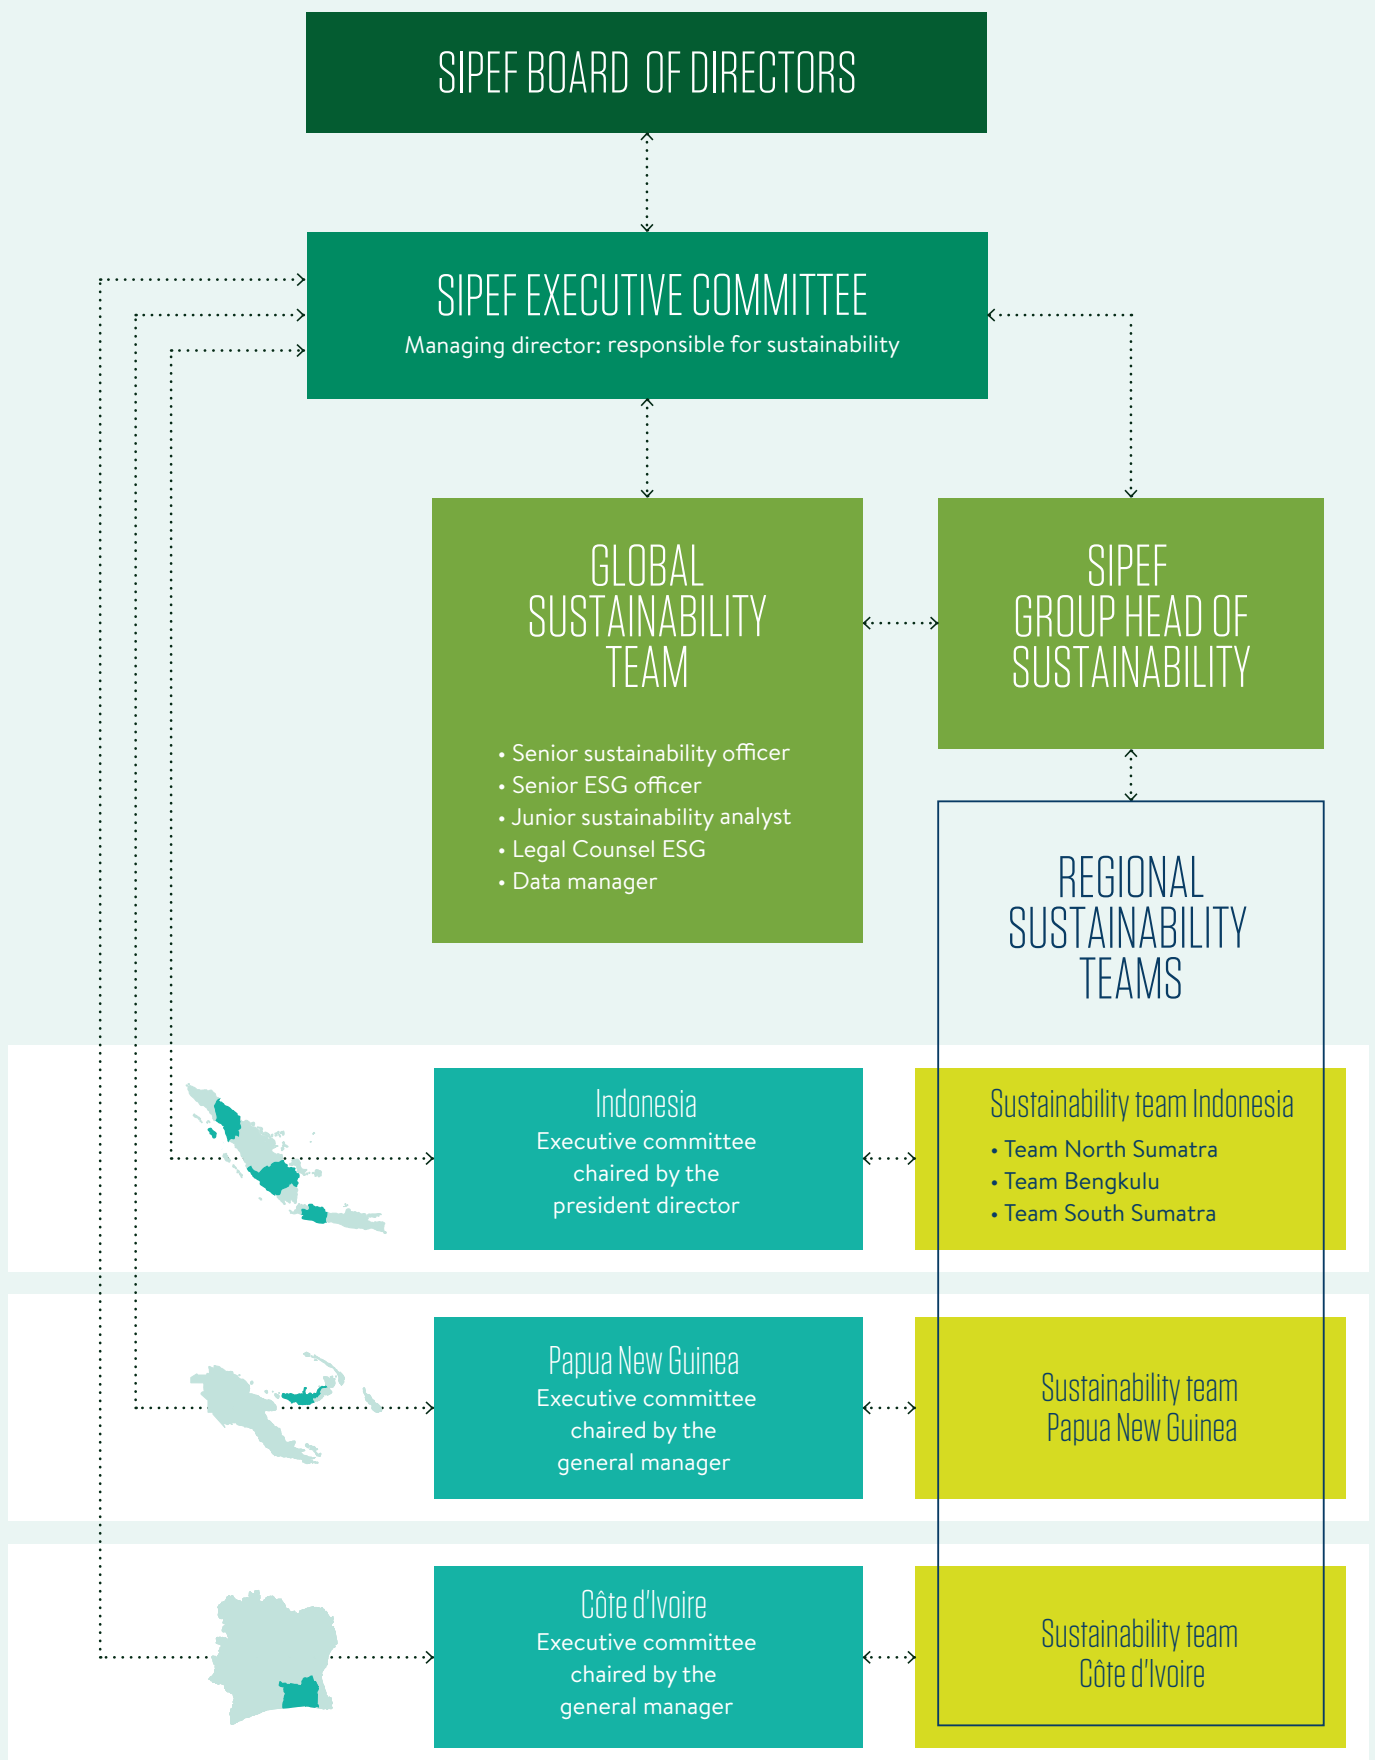 SIPEF BOARD OF DIRECTORS
SIPEF EXECUTIVE COMMITTEE
Managing director: responsible for sustainability
GLOBAL
SUSTAINABILITY
TEAM
• Senior sustainability officer
• Senior ESG officer
• Junior sustainability analyst
• Legal Counsel ESG
• Data manager
SIPEF
GROUP HEAD OF
SUSTAINABILITY
REGIONAL
SUSTAINABILITY
TEAMS
Indonesia
Executive committee
chaired by the
president director
Sustainability team Indonesia
• Team North Sumatra
• Team Bengkulu
• Team South Sumatra
Papua New Guinea
Executive committee
chaired by the
general manager
Sustainability team
Papua New Guinea
Côte d'Ivoire
Executive committee
chaired by the
general manager
Sustainability team
Côte d'Ivoire